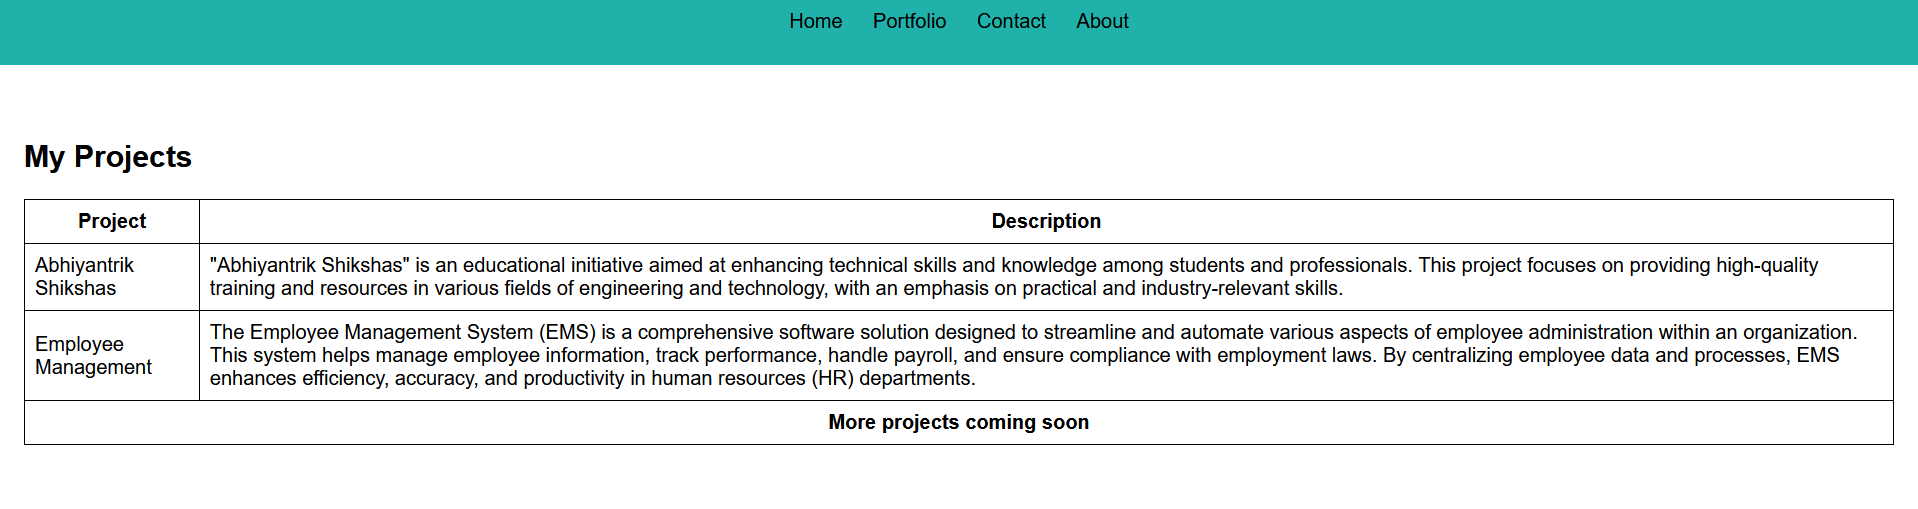 Home Portfolio Contact About
My Projects
Project Description
Abhiyantrik
Shikshas
"Abhiyantrik Shikshas" is an educational initiative aimed at enhancing technical skills and knowledge among students and professionals. This project focuses on providing high-quality
training and resources in various fields of engineering and technology, with an emphasis on practical and industry-relevant skills.
Employee
Management
The Employee Management System (EMS) is a comprehensive software solution designed to streamline and automate various aspects of employee administration within an organization.
This system helps manage employee information, track performance, handle payroll, and ensure compliance with employment laws. By centralizing employee data and processes, EMS
enhances efficiency, accuracy, and productivity in human resources (HR) departments.
More projects coming soon